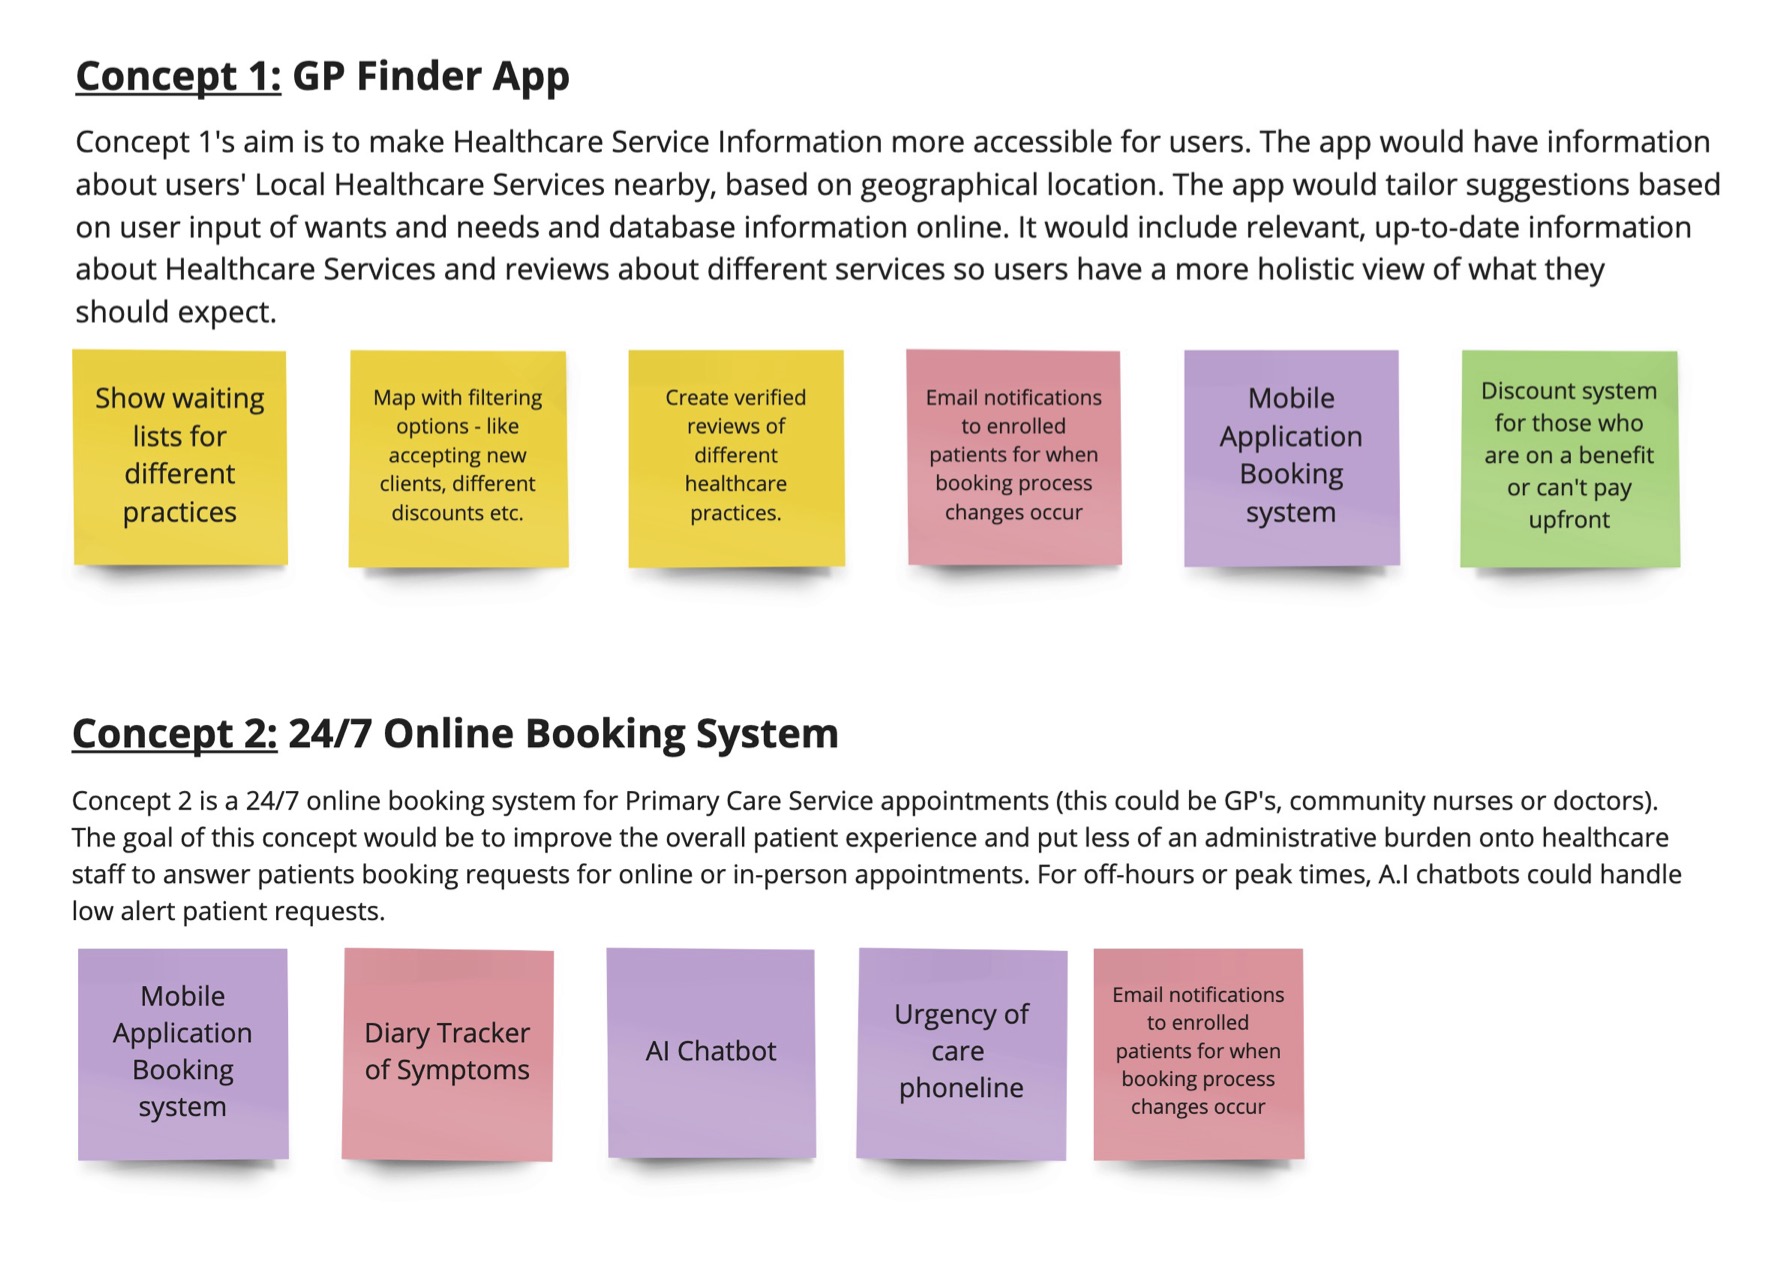 Concept 1: GP Finder App
Concept 1's aim is to make Healthcare Service Information more accessible for users. The app would have information
about users' Local Healthcare Services nearby, based on geographical location. The app would tailor suggestions based
on user input of wants and needs and database information online. It would include relevant, up-to-date information
about Healthcare Services and reviews about different services so users have a more holistic view of what they
should expect.
Show waiting
lists for
different
practices
Map with filtering
options - like
accepting new
clients, different
discounts etc.
Create verified
reviews of
different
healthcare
practices.
Email notifications
to enrolled
patients for when
booking process
changes occur
Mobile
Application
Booking
system
Discount system
for those who
are on a benefit
or can't pay
upfront
Concept 2: 24/7 Online Booking System
Concept 2 is a 24/7 online booking system for Primary Care Service appointments (this could be GP's, community nurses or doctors).
The goal of this concept would be to improve the overall patient experience and put less of an administrative burden onto healthcare
staff to answer patients booking requests for online or in-person appointments. For off-hours or peak times, A.I chatbots could handle
low alert patient requests.
Mobile
Application
Booking
system
Diary Tracker
of Symptoms
AI Chatbot
Urgency of
care
phoneline
Email notifications
to enrolled
patients for when
booking process
changes occur